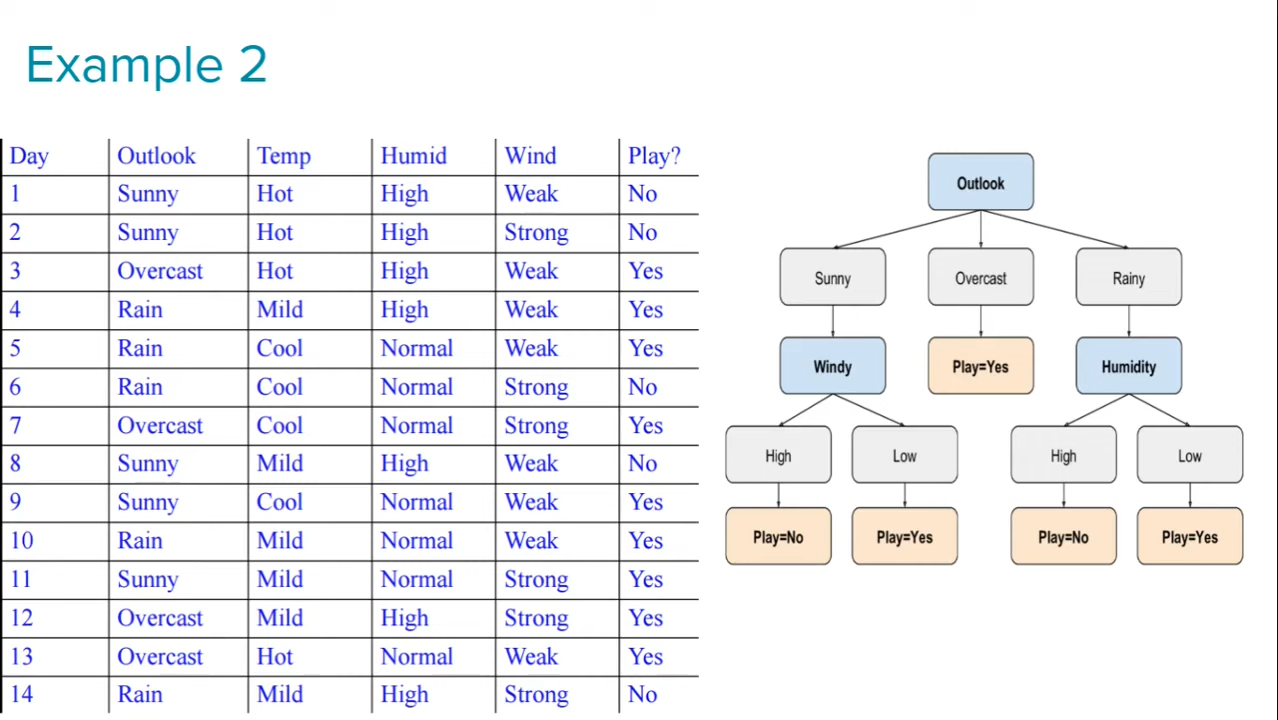 Example 2
Day Outlook Temp Humid Wind Play?
1 Sunny Hot High Weak No
2 Sunny Hot High Strong No
3 Overcast Hot High Weak Yes
4 Rain Mild High Weak Yes
5 Rain Cool Normal Weak Yes
6 Rain Cool Normal Strong No
7 Overcast Cool Normal Strong Yes
8 Sunny Mild High Weak No
9 Sunny Cool Normal Weak Yes
10 Rain Mild Normal Weak Yes
11 Sunny Mild Normal Strong Yes
12 Overcast Mild High Strong Yes
13 Overcast Hot Normal Weak Yes
14 Rain Mild High Strong No
Outlook
Sunny Overcast Rainy
Windy Play=Yes Humidity
High Low High Low
Play=No Play=Yes Play=No Play=Yes